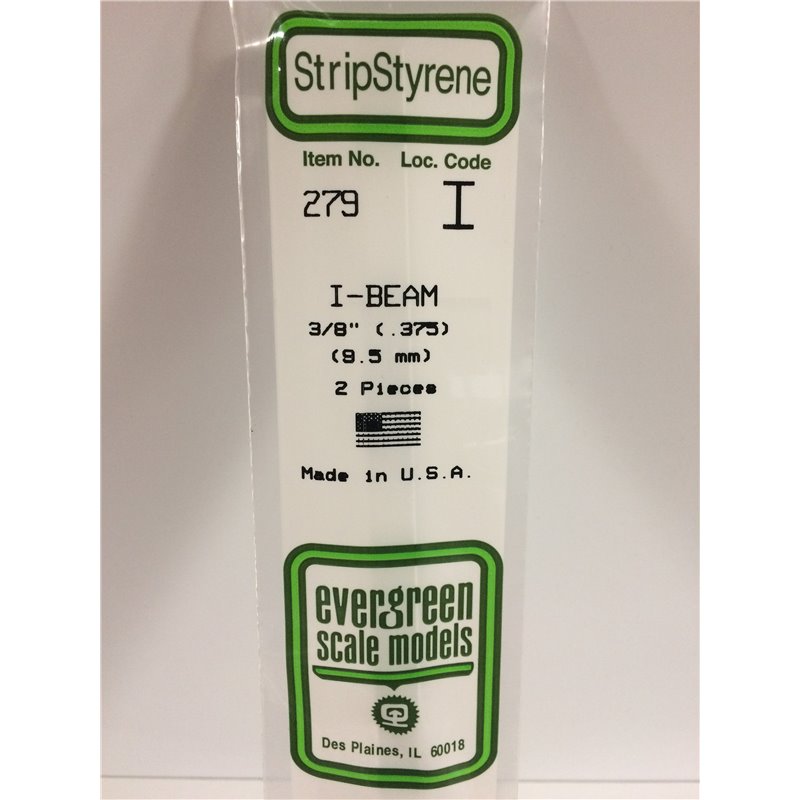 StripStyrene
Item No. Loc. Code
279 I
I-BEAM
3/8" (.375)
(9.5 mm)
2 Pieces
Made in U.S.A.
evergreen
scale models
Des Plaines, IL 60018